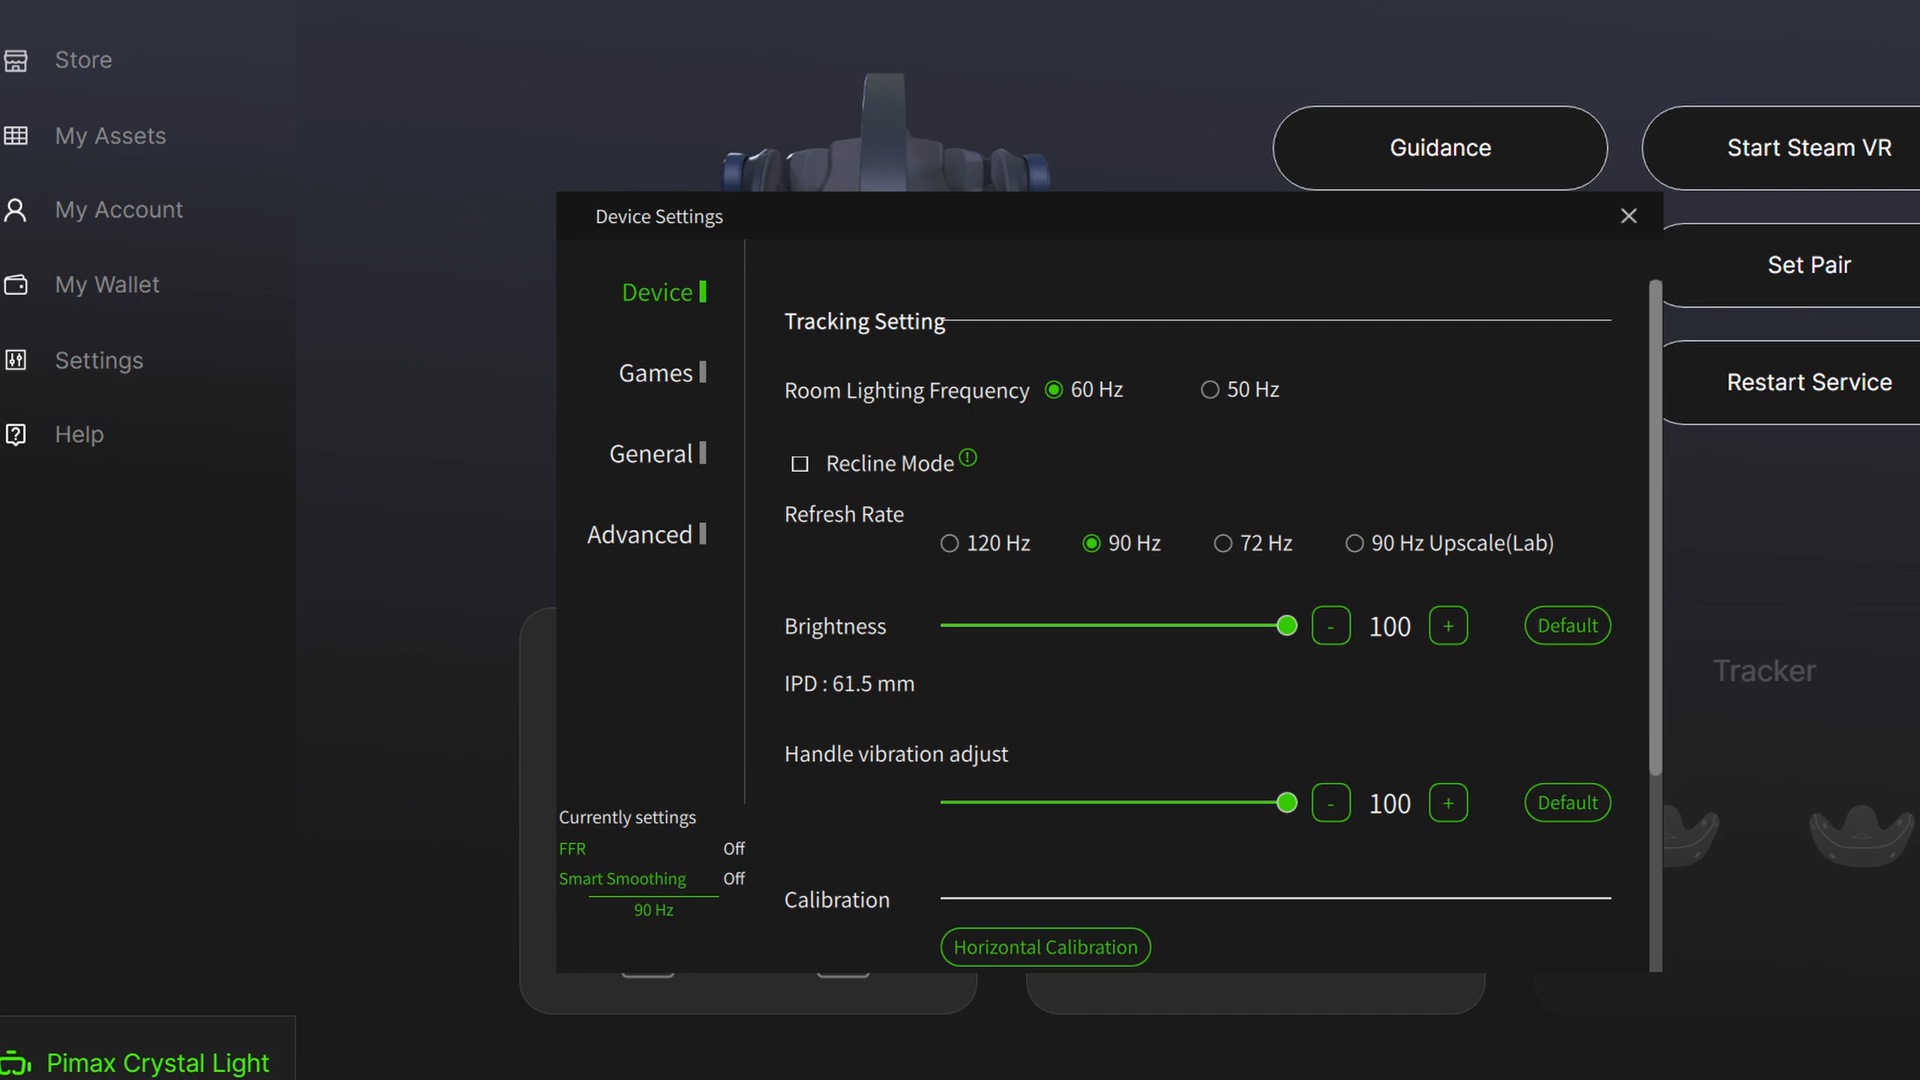 Store
My Assets
My Account
My Wallet
Settings
Help
Pimax Crystal Light
Guidance
Start Steam VR
Set Pair
Restart Service
Tracker
Device Settings
Device
Games
General
Advanced
Currently settings
FFR Off
Smart Smoothing Off
90 Hz
Tracking Setting
Room Lighting Frequency 60 Hz 50 Hz
Recline Mode
Refresh Rate
120 Hz 90 Hz 72 Hz 90 Hz Upscale(Lab)
Brightness - 100 + Default
IPD : 61.5 mm
Handle vibration adjust
- 100 + Default
Calibration
Horizontal Calibration